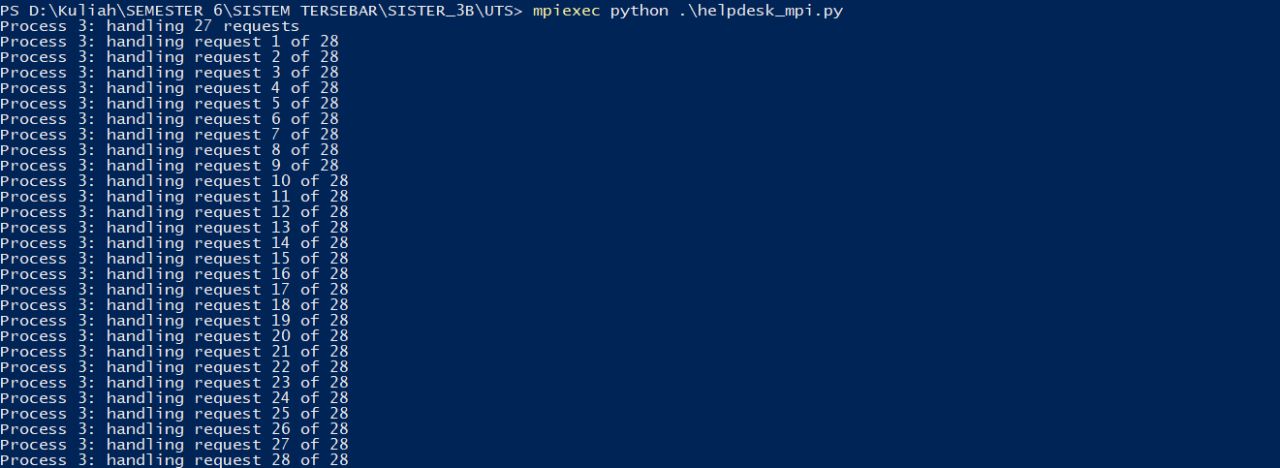 PS D:\Kuliah\SEMESTER 6\SISTEM TERSEBAR\SISTER_3B\UTS> mpiexec python .\helpdesk_mpi.py
Process 3: handling 27 requests
Process 3: handling request 1 of 28
Process 3: handling request 2 of 28
Process 3: handling request 3 of 28
Process 3: handling request 4 of 28
Process 3: handling request 5 of 28
Process 3: handling request 6 of 28
Process 3: handling request 7 of 28
Process 3: handling request 8 of 28
Process 3: handling request 9 of 28
Process 3: handling request 10 of 28
Process 3: handling request 11 of 28
Process 3: handling request 12 of 28
Process 3: handling request 13 of 28
Process 3: handling request 14 of 28
Process 3: handling request 15 of 28
Process 3: handling request 16 of 28
Process 3: handling request 17 of 28
Process 3: handling request 18 of 28
Process 3: handling request 19 of 28
Process 3: handling request 20 of 28
Process 3: handling request 21 of 28
Process 3: handling request 22 of 28
Process 3: handling request 23 of 28
Process 3: handling request 24 of 28
Process 3: handling request 25 of 28
Process 3: handling request 26 of 28
Process 3: handling request 27 of 28
Process 3: handling request 28 of 28